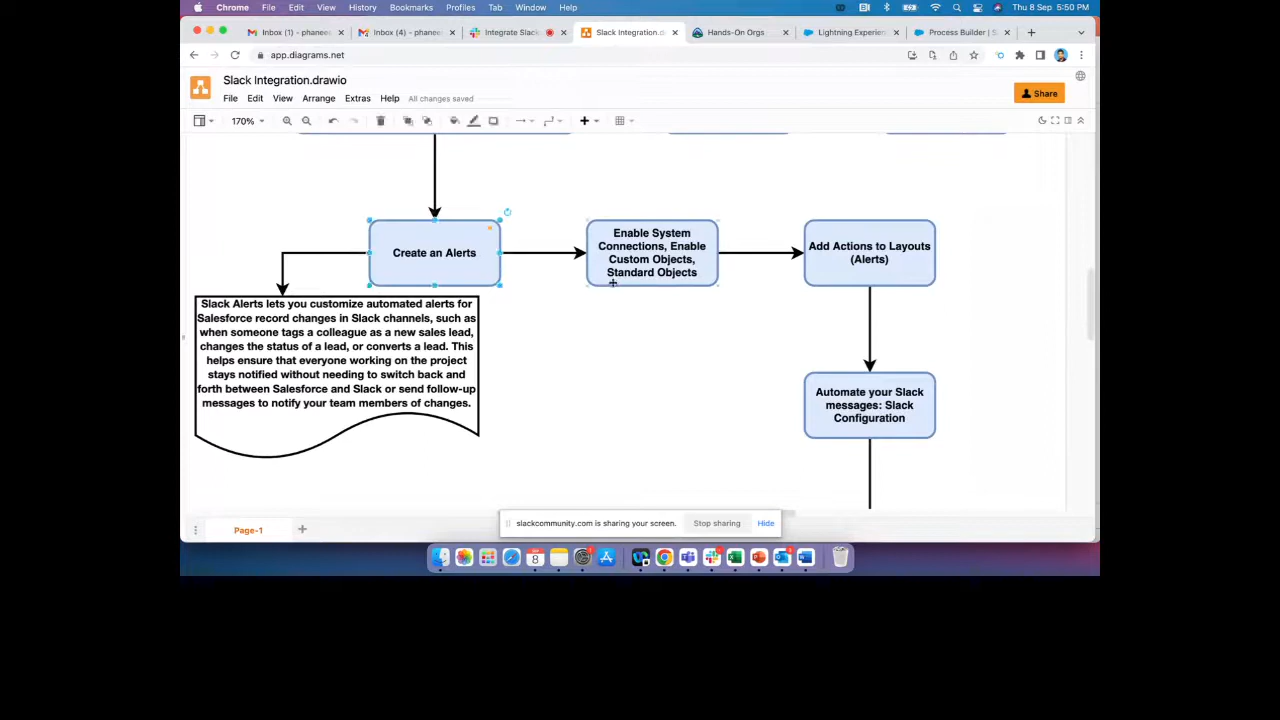 Chrome File Edit View History Bookmarks Profiles Tab Window Help
Thu 8 Sep 5:50 PM
Inbox (1) – phanee
Inbox (4) – phaneei
Integrate Slack
Slack Integration.d
Hands-On Orgs
Lightning Experien
Process Builder | S
app.diagrams.net
Slack Integration.drawio
File Edit View Arrange Extras Help All changes saved
Share
170%
Create an Alerts
Enable System
Connections, Enable
Custom Objects,
Standard Objects
Add Actions to Layouts
(Alerts)
Slack Alerts lets you customize automated alerts for
Salesforce record changes in Slack channels, such as
when someone tags a colleague as a new sales lead,
changes the status of a lead, or converts a lead. This
helps ensure that everyone working on the project
stays notified without needing to switch back and
forth between Salesforce and Slack or send follow-up
messages to notify your team members of changes.
Automate your Slack
messages: Slack
Configuration
slackcommunity.com is sharing your screen. Stop sharing Hide
Page-1